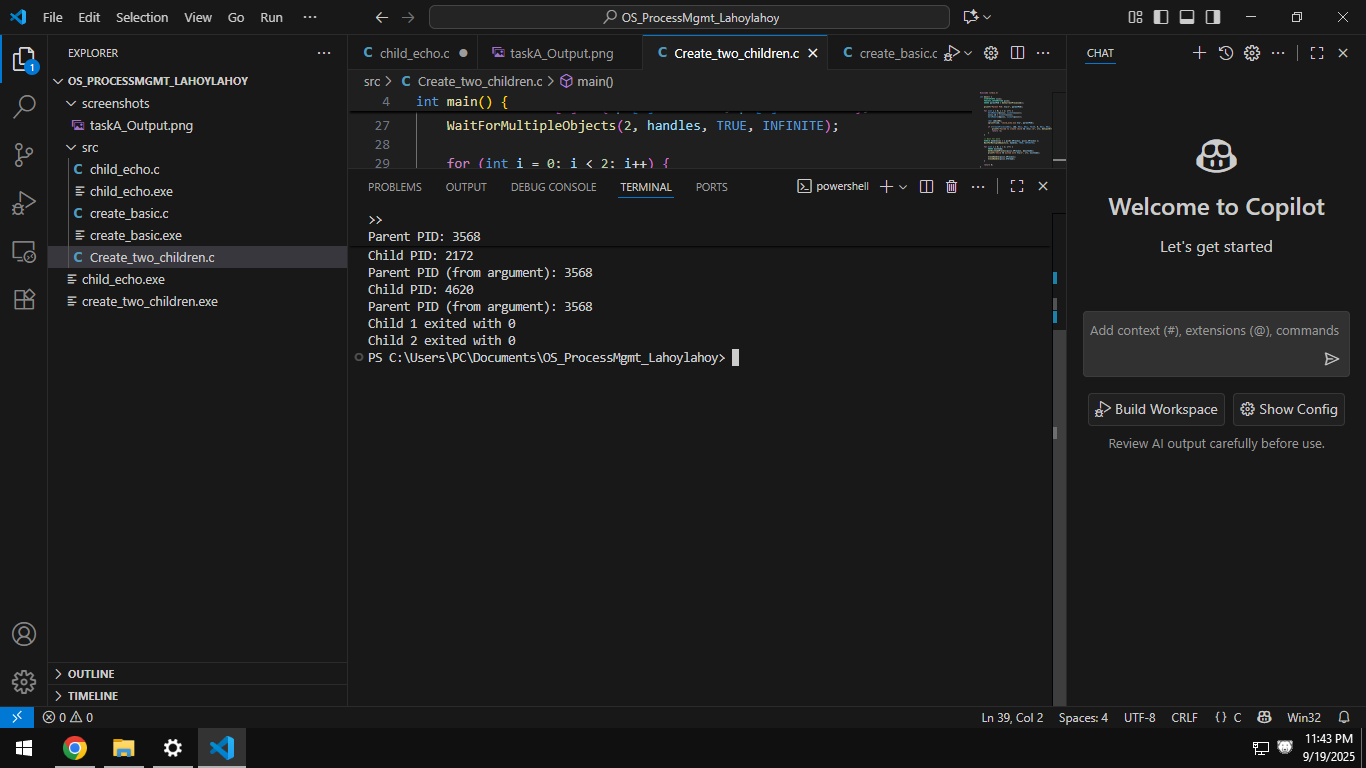 File Edit Selection View Go Run ···
OS_ProcessMgmt_Lahoylahoy
EXPLORER
OS_PROCESSMGMT_LAHOYLAHOY
screenshots
taskA_Output.png
src
C child_echo.c
child_echo.exe
C create_basic.c
create_basic.exe
C Create_two_children.c
child_echo.exe
create_two_children.exe
OUTLINE
TIMELINE
C child_echo.c taskA_Output.png C Create_two_children.c C create_basic.c
src > C Create_two_children.c > main()
4 int main() {
27 WaitForMultipleObjects(2, handles, TRUE, INFINITE);
28
29 for (int i = 0; i < 2; i++) {
PROBLEMS OUTPUT DEBUG CONSOLE TERMINAL PORTS powershell
>>
Parent PID: 3568
Child PID: 2172
Parent PID (from argument): 3568
Child PID: 4620
Parent PID (from argument): 3568
Child 1 exited with 0
Child 2 exited with 0
PS C:\Users\PC\Documents\OS_ProcessMgmt_Lahoylahoy>
CHAT
Welcome to Copilot
Let's get started
Add context (#), extensions (@), commands
Build Workspace Show Config
Review AI output carefully before use.
1
0 0
Ln 39, Col 2 Spaces: 4 UTF-8 CRLF {} C Win32
11:43 PM
9/19/2025